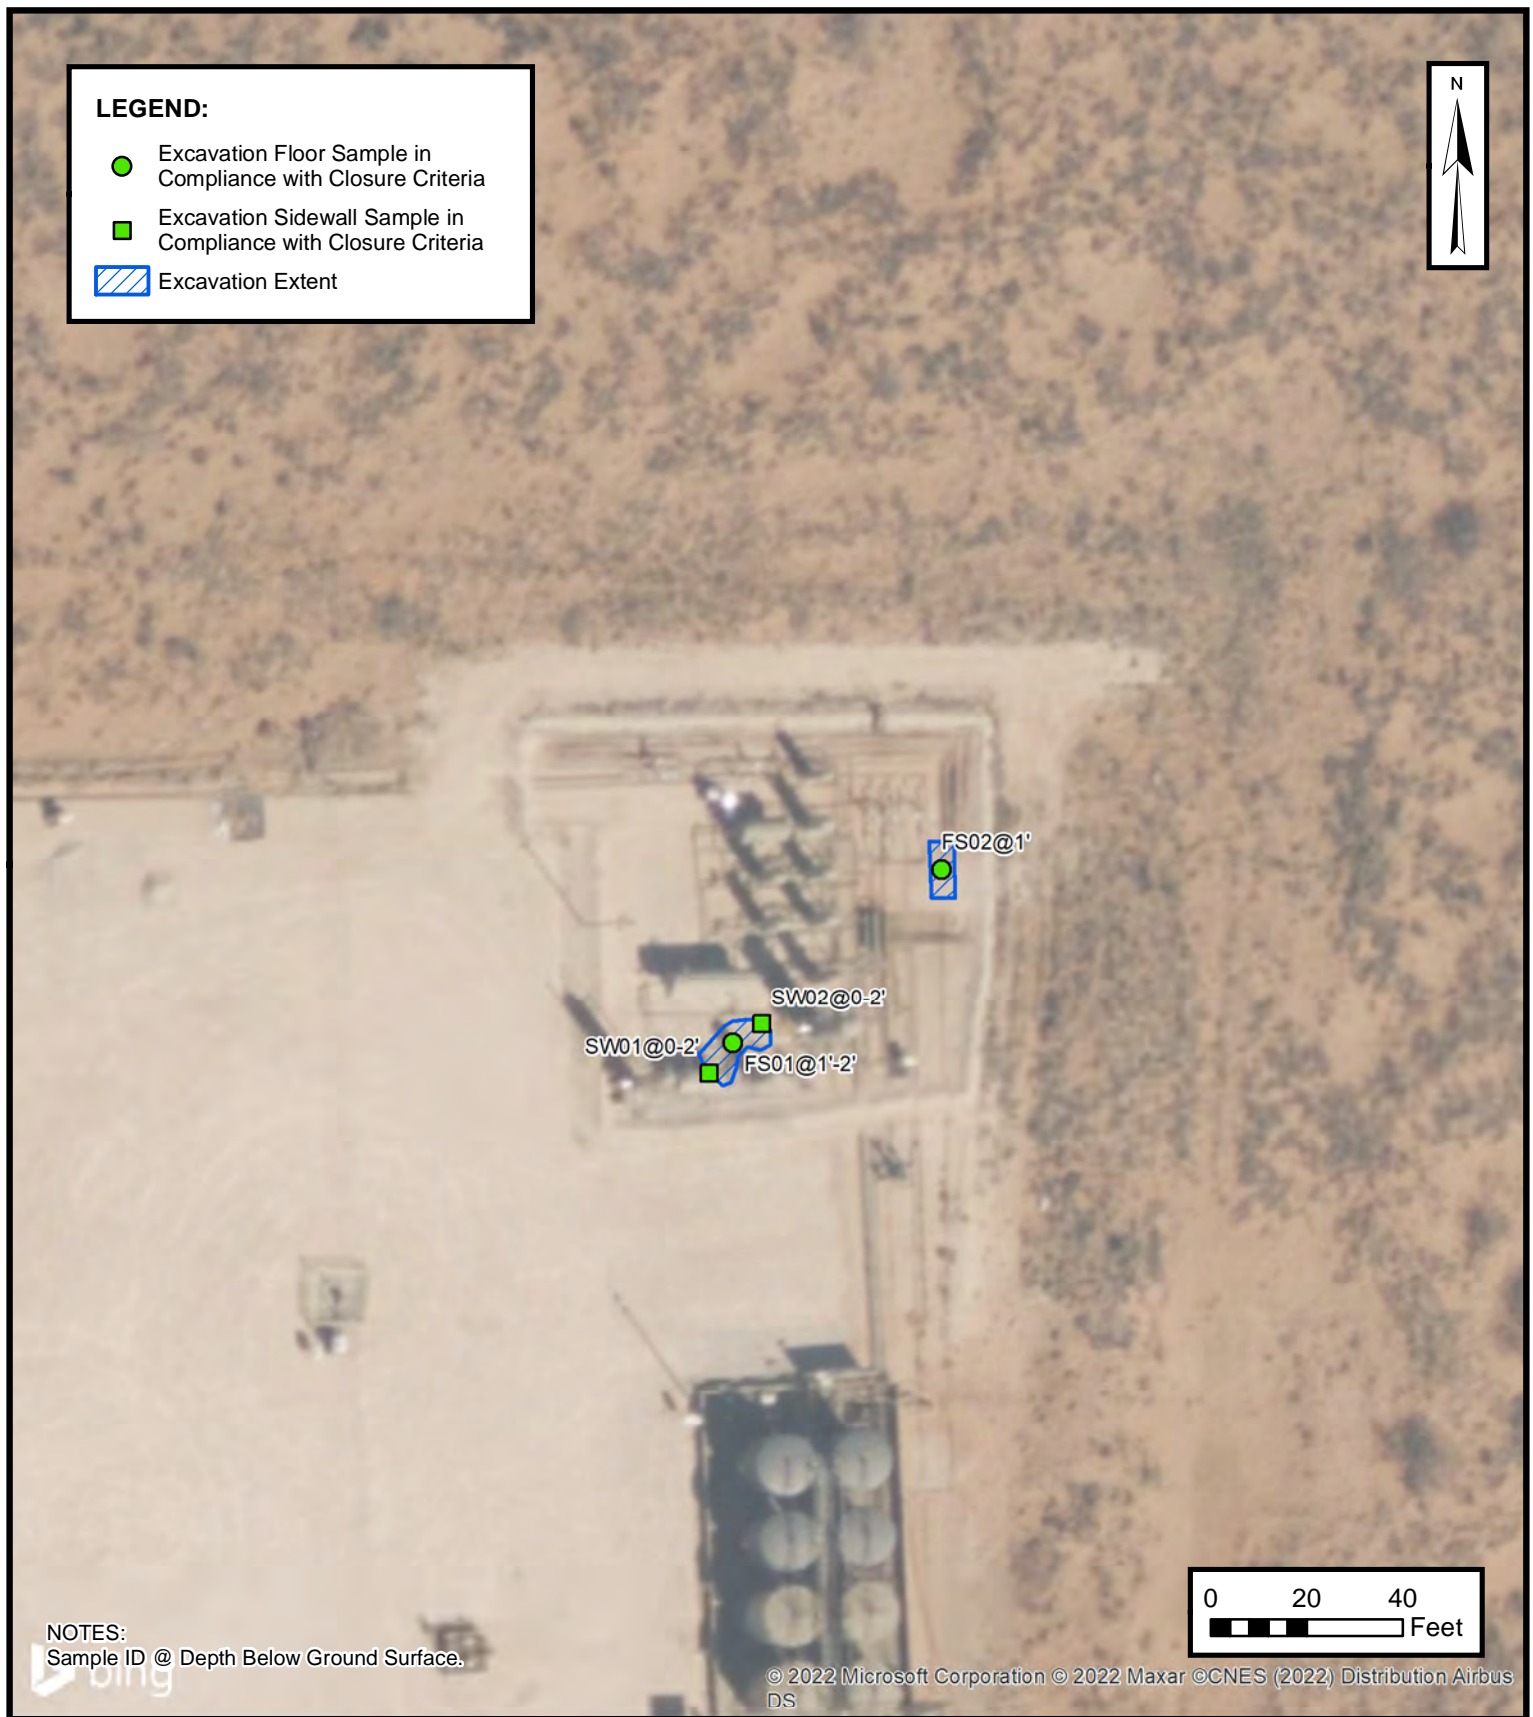 LEGEND:
Excavation Floor Sample in
Compliance with Closure Criteria
Excavation Sidewall Sample in
Compliance with Closure Criteria
Excavation Extent
N
FS02@1'
SW02@0-2'
SW01@0-2'
FS01@1'-2'
0 20 40
Feet
NOTES:
Sample ID @ Depth Below Ground Surface.
bing
© 2022 Microsoft Corporation © 2022 Maxar ©CNES (2022) Distribution Airbus
DS